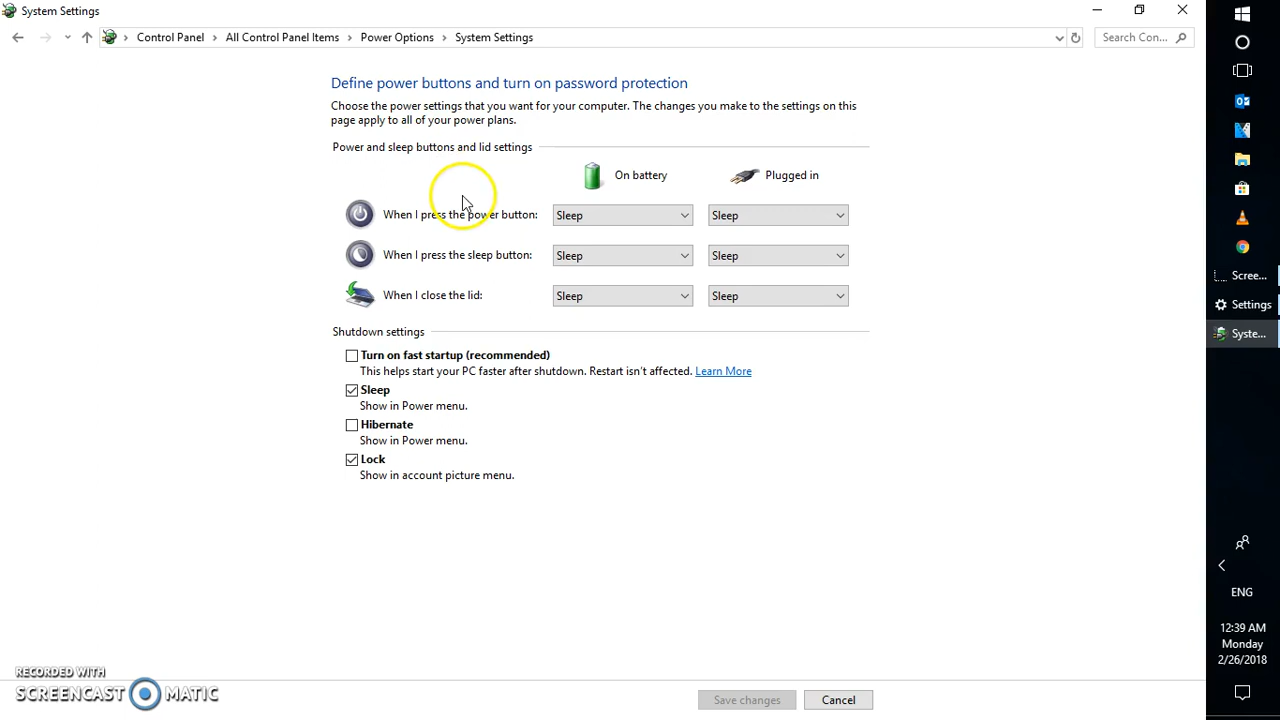 System Settings
Control Panel > All Control Panel Items > Power Options > System Settings
Search Con...
Define power buttons and turn on password protection
Choose the power settings that you want for your computer. The changes you make to the settings on this
page apply to all of your power plans.
Power and sleep buttons and lid settings
On battery Plugged in
When I press the power button: Sleep Sleep
When I press the sleep button: Sleep Sleep
When I close the lid: Sleep Sleep
Shutdown settings
Turn on fast startup (recommended)
This helps start your PC faster after shutdown. Restart isn't affected. Learn More
Sleep
Show in Power menu.
Hibernate
Show in Power menu.
Lock
Show in account picture menu.
Save changes Cancel
RECORDED WITH
SCREENCAST MATIC
Scree...
Settings
Syste...
ENG
12:39 AM
Monday
2/26/2018